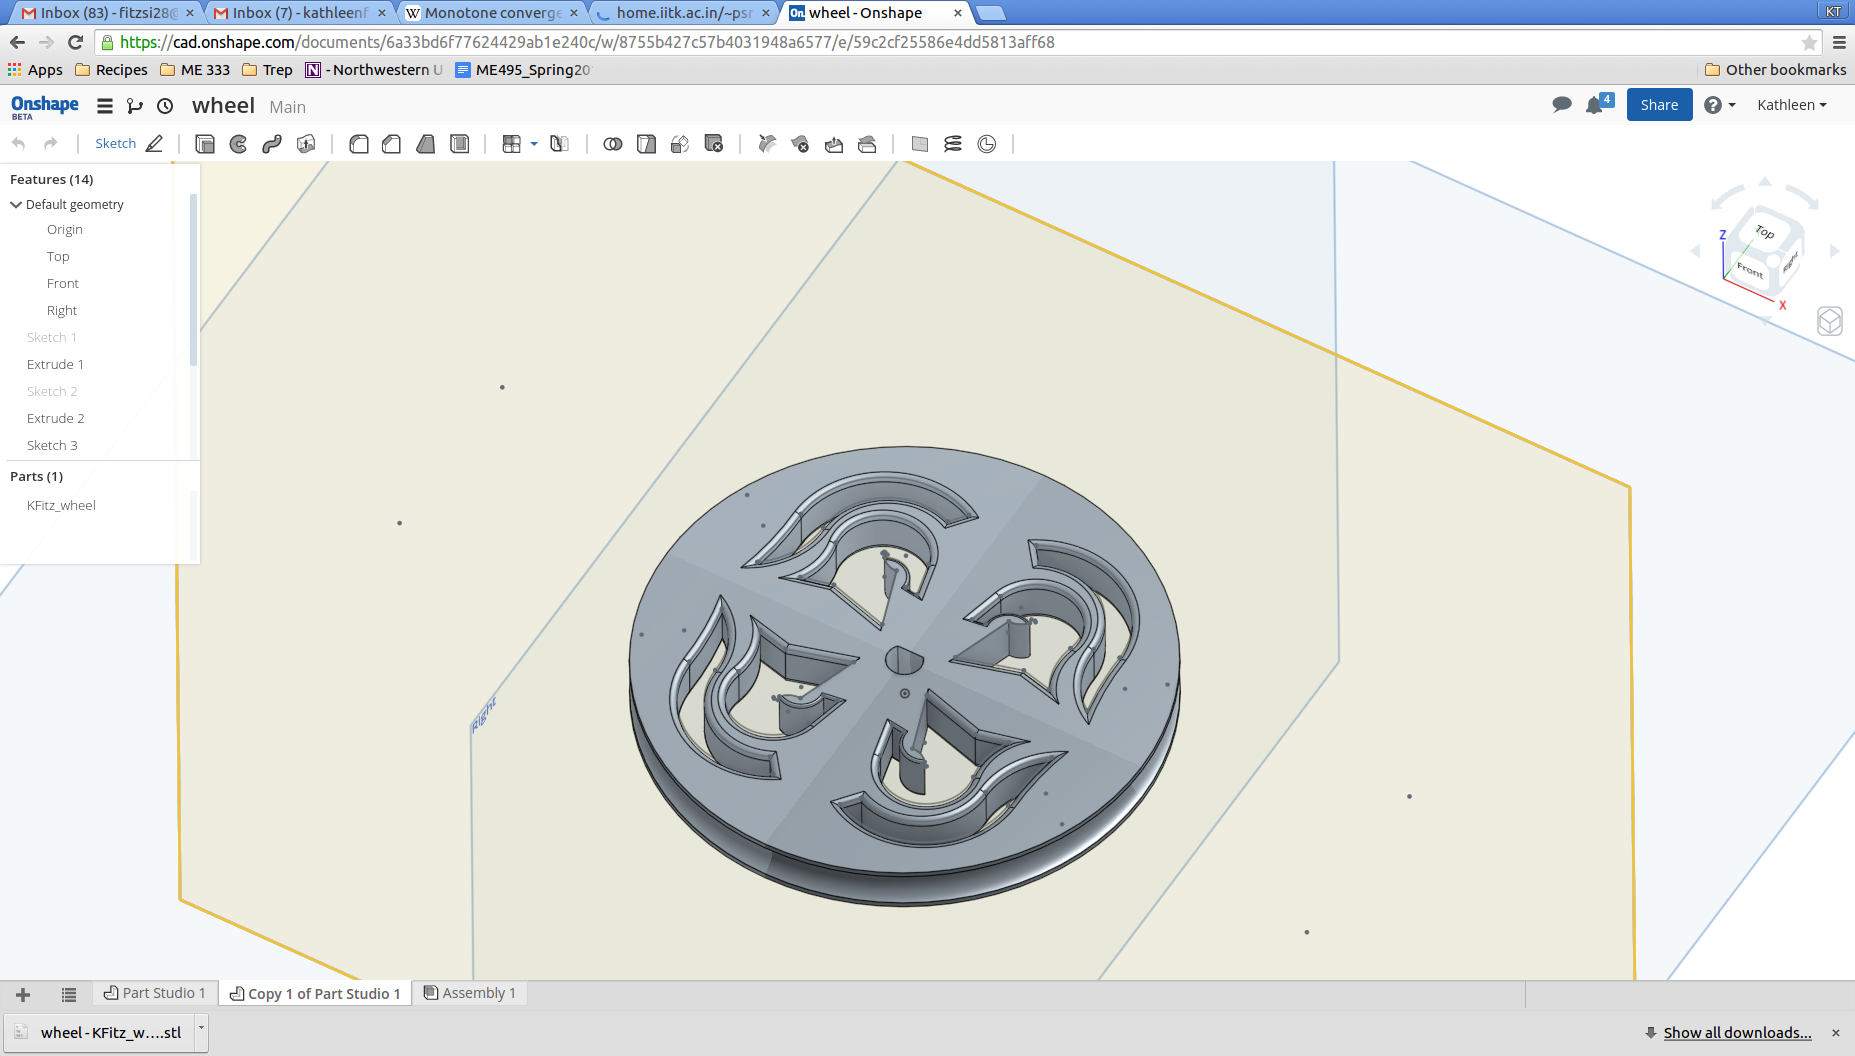 Inbox (83) - fitzsi28@
Inbox (7) - kathleenf
Monotone converge
home.iitk.ac.in/~psr
wheel - Onshape
KT
https://cad.onshape.com/documents/6a33bd6f77624429ab1e240c/w/8755b427c57b4031948a6577/e/59c2cf25586e4dd5813aff68
Apps
Recipes
ME 333
Trep
- Northwestern U
ME495_Spring20
Other bookmarks
Onshape
BETA
wheel
Main
4
Share
Kathleen
Sketch
Features (14)
Default geometry
Origin
Top
Front
Right
Sketch 1
Extrude 1
Sketch 2
Extrude 2
Sketch 3
Parts (1)
KFitz_wheel
Right
Top
Front
Right
Z
X
Part Studio 1
Copy 1 of Part Studio 1
Assembly 1
wheel - KFitz_w....stl
Show all downloads...